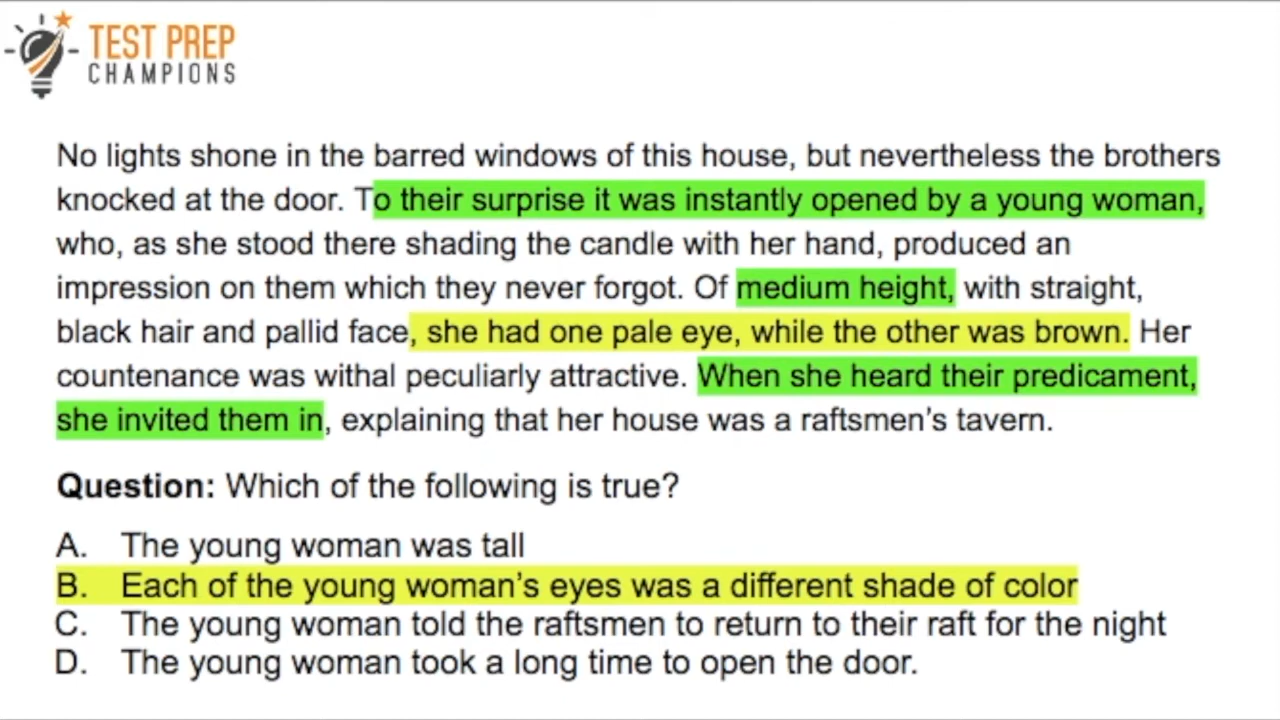 TEST PREP
CHAMPIONS
No lights shone in the barred windows of this house, but nevertheless the brothers
knocked at the door. To their surprise it was instantly opened by a young woman,
who, as she stood there shading the candle with her hand, produced an
impression on them which they never forgot. Of medium height, with straight,
black hair and pallid face, she had one pale eye, while the other was brown. Her
countenance was withal peculiarly attractive. When she heard their predicament,
she invited them in, explaining that her house was a raftsmen’s tavern.
Question: Which of the following is true?
A. The young woman was tall
B. Each of the young woman’s eyes was a different shade of color
C. The young woman told the raftsmen to return to their raft for the night
D. The young woman took a long time to open the door.